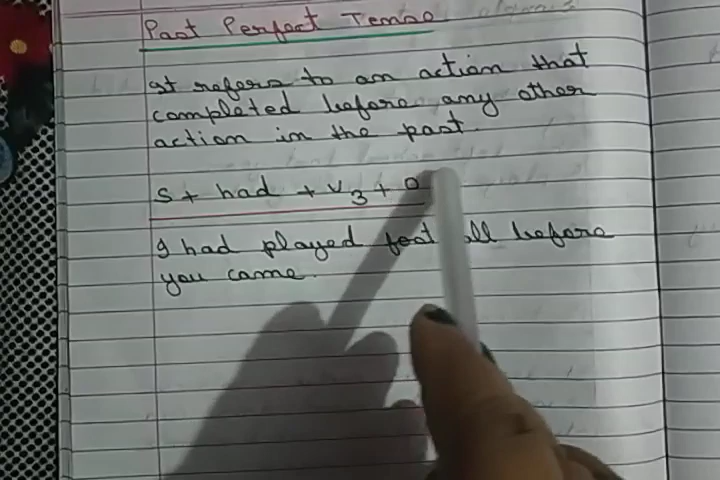 Past Perfect Tense
It refers to an action that
completed before any other
action in the past.
S + had + V3 + O
I had played football before
you came.